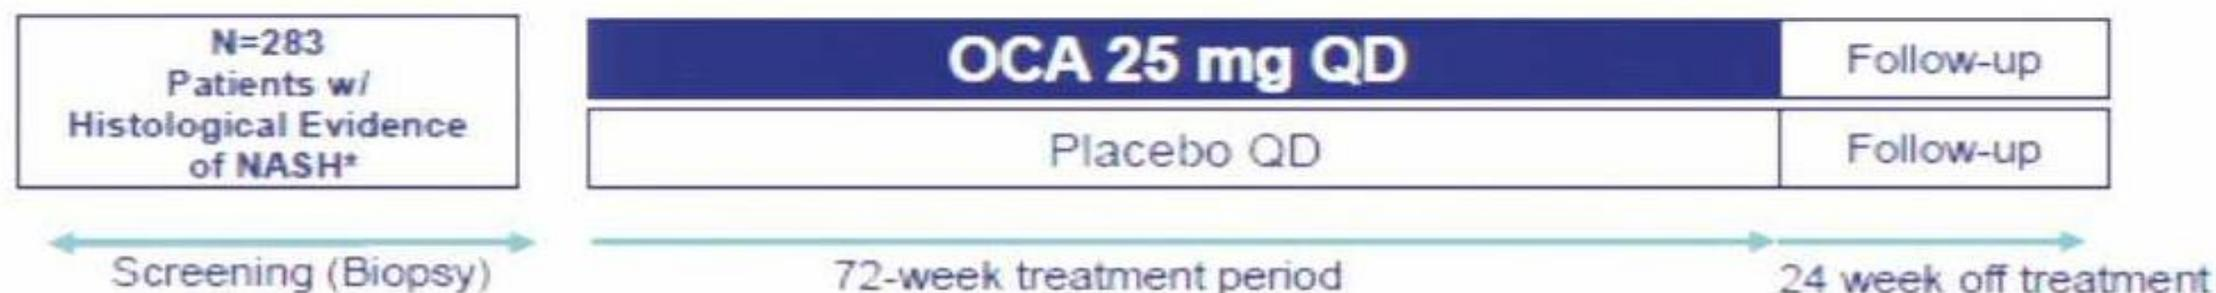 N=283
Patients w/
Histological Evidence
of NASH*
OCA 25 mg QD
Follow-up
Placebo QD
Follow-up
Screening (Biopsy)
72-week treatment period
24 week off treatment